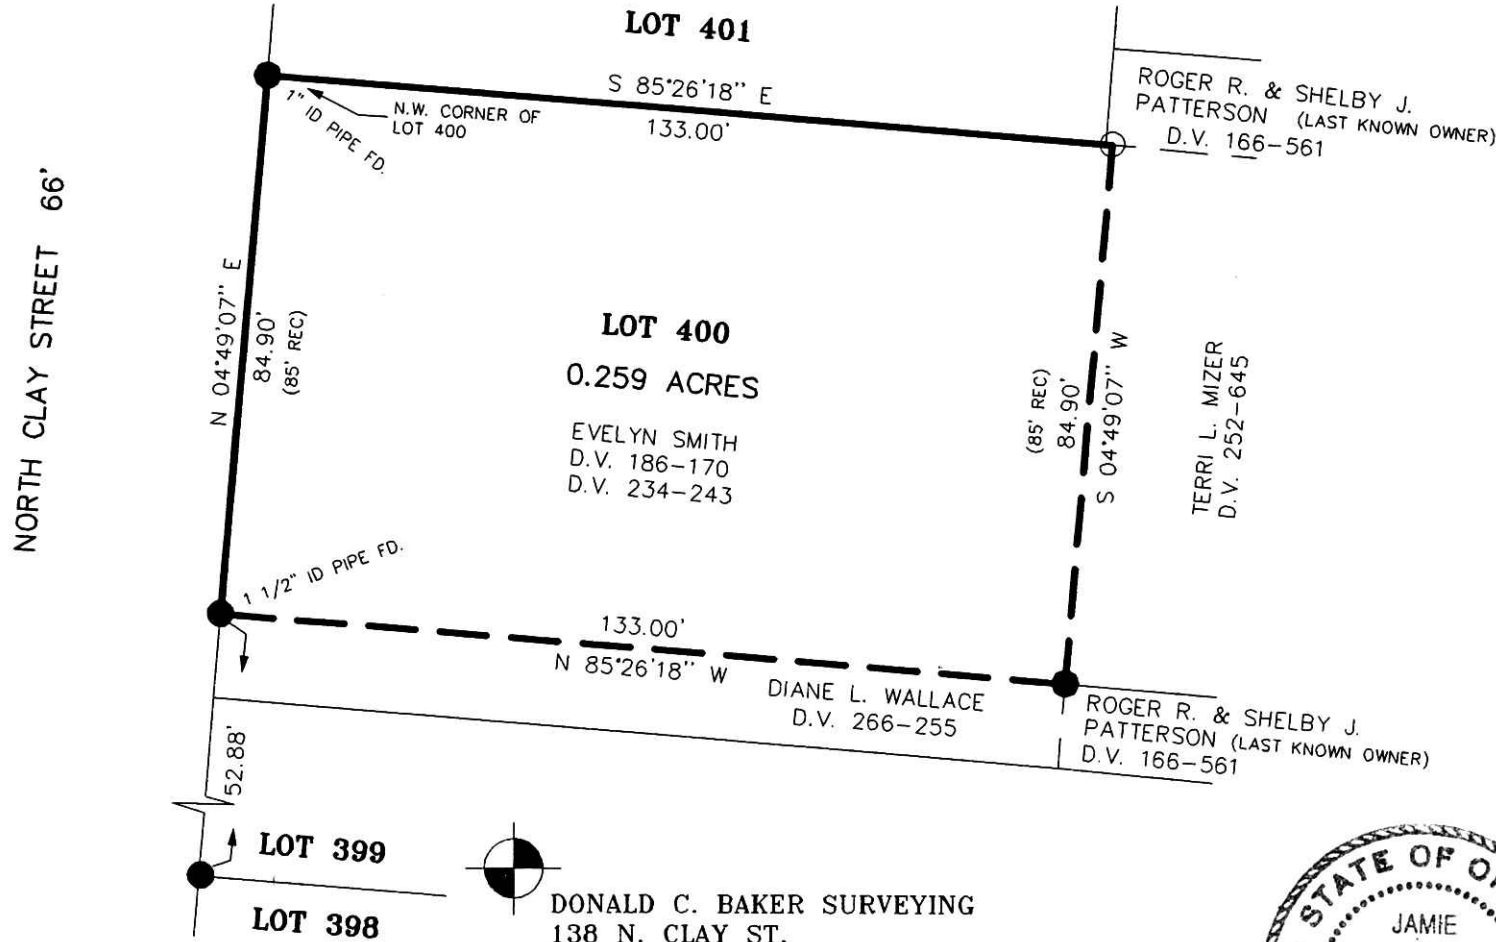 LOT 401
S 85°26'18" E
133.00'
ROGER R. & SHELBY J.
PATTERSON (LAST KNOWN OWNER)
D.V. 166-561
1" ID PIPE FD.
N.W. CORNER OF
LOT 400
NORTH CLAY STREET 66'
N 04°49'07" E
84.90'
(85' REC)
LOT 400
0.259 ACRES
EVELYN SMITH
D.V. 186-170
D.V. 234-243
(85' REC)
84.90'
S 04°49'07" W
TERRI L. MIZER
D.V. 252-645
1 1/2" ID PIPE FD.
133.00'
N 85°26'18" W
DIANE L. WALLACE
D.V. 266-255
ROGER R. & SHELBY J.
PATTERSON (LAST KNOWN OWNER)
D.V. 166-561
52.88'
LOT 399
LOT 398
DONALD C. BAKER SURVEYING
138 N. CLAY ST.
STATE OF
JAMIE